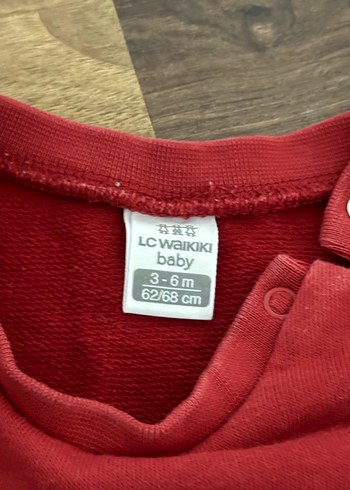 LC WAIKIKI
baby
3 - 6 m
62/68 cm